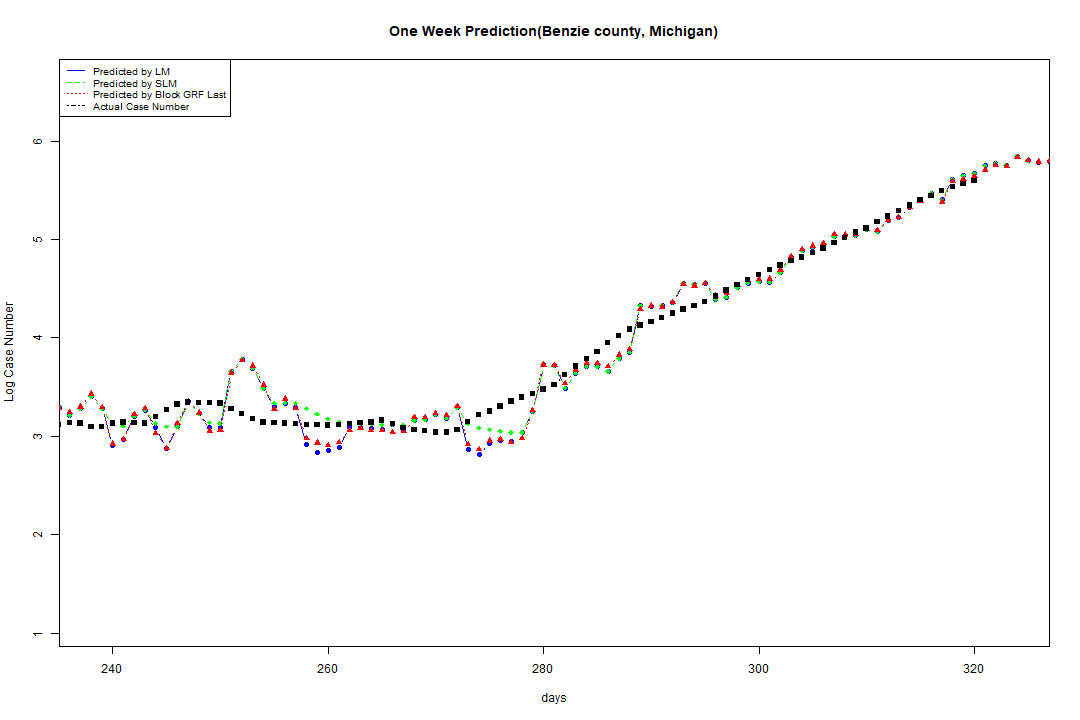 One Week Prediction(Benzie county, Michigan)
Predicted by LM
Predicted by SLM
Predicted by Block GRF Last
Actual Case Number
6
5
4
3
2
1
Log Case Number
240 260 280 300 320
days